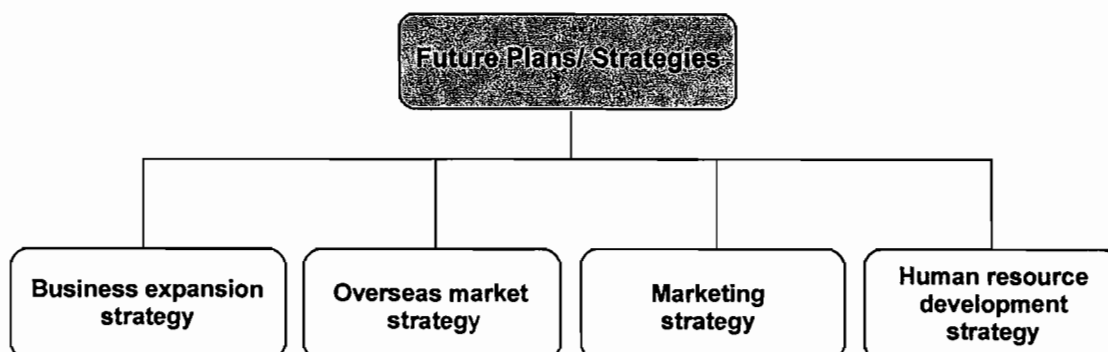 Future Plans/ Strategies
Business expansion
strategy
Overseas market
strategy
Marketing
strategy
Human resource
development
strategy